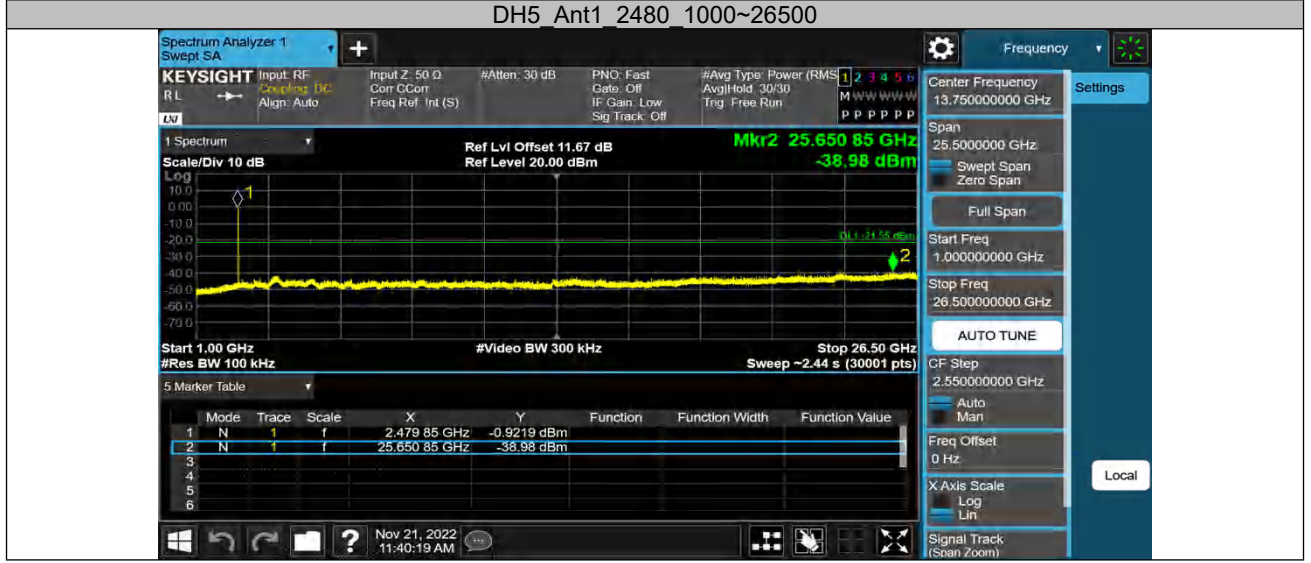 DH5_Ant1_2480_1000~26500
Spectrum Analyzer 1
Swept SA
+
Frequency
KEYSIGHT
RL
LXI
Input: RF
Coupling: DC
Align: Auto
Input Z: 50 Ω
Corr CCorr
Freq Ref: Int (S)
#Atten: 30 dB
PNO: Fast
Gate: Off
IF Gain: Low
Sig Track: Off
#Avg Type: Power (RMS
Avg|Hold: 30/30
Trig: Free Run
1 2 3 4 5 6
M W W W W W
P P P P P P
1 Spectrum
Scale/Div 10 dB
Log
Ref Lvl Offset 11.67 dB
Ref Level 20.00 dBm
Mkr2 25.650 85 GHz
-38.98 dBm
10.0
0.00
-10.0
-20.0
-30.0
-40.0
-50.0
-60.0
-70.0
1
DL1 -21.55 dBm
2
Start 1.00 GHz
#Res BW 100 kHz
#Video BW 300 kHz
Stop 26.50 GHz
Sweep ~2.44 s (30001 pts)
5 Marker Table
Mode Trace Scale X Y Function Function Width Function Value
1 N 1 f 2.479 85 GHz -0.9219 dBm
2 N 1 f 25.650 85 GHz -38.98 dBm
3
4
5
6
?
Nov 21, 2022
11:40:19 AM
Center Frequency
13.750000000 GHz
Span
25.5000000 GHz
Swept Span
Zero Span
Full Span
Start Freq
1.000000000 GHz
Stop Freq
26.500000000 GHz
AUTO TUNE
CF Step
2.550000000 GHz
Auto
Man
Freq Offset
0 Hz
X Axis Scale
Log
Lin
Signal Track
(Span Zoom)
Settings
Local